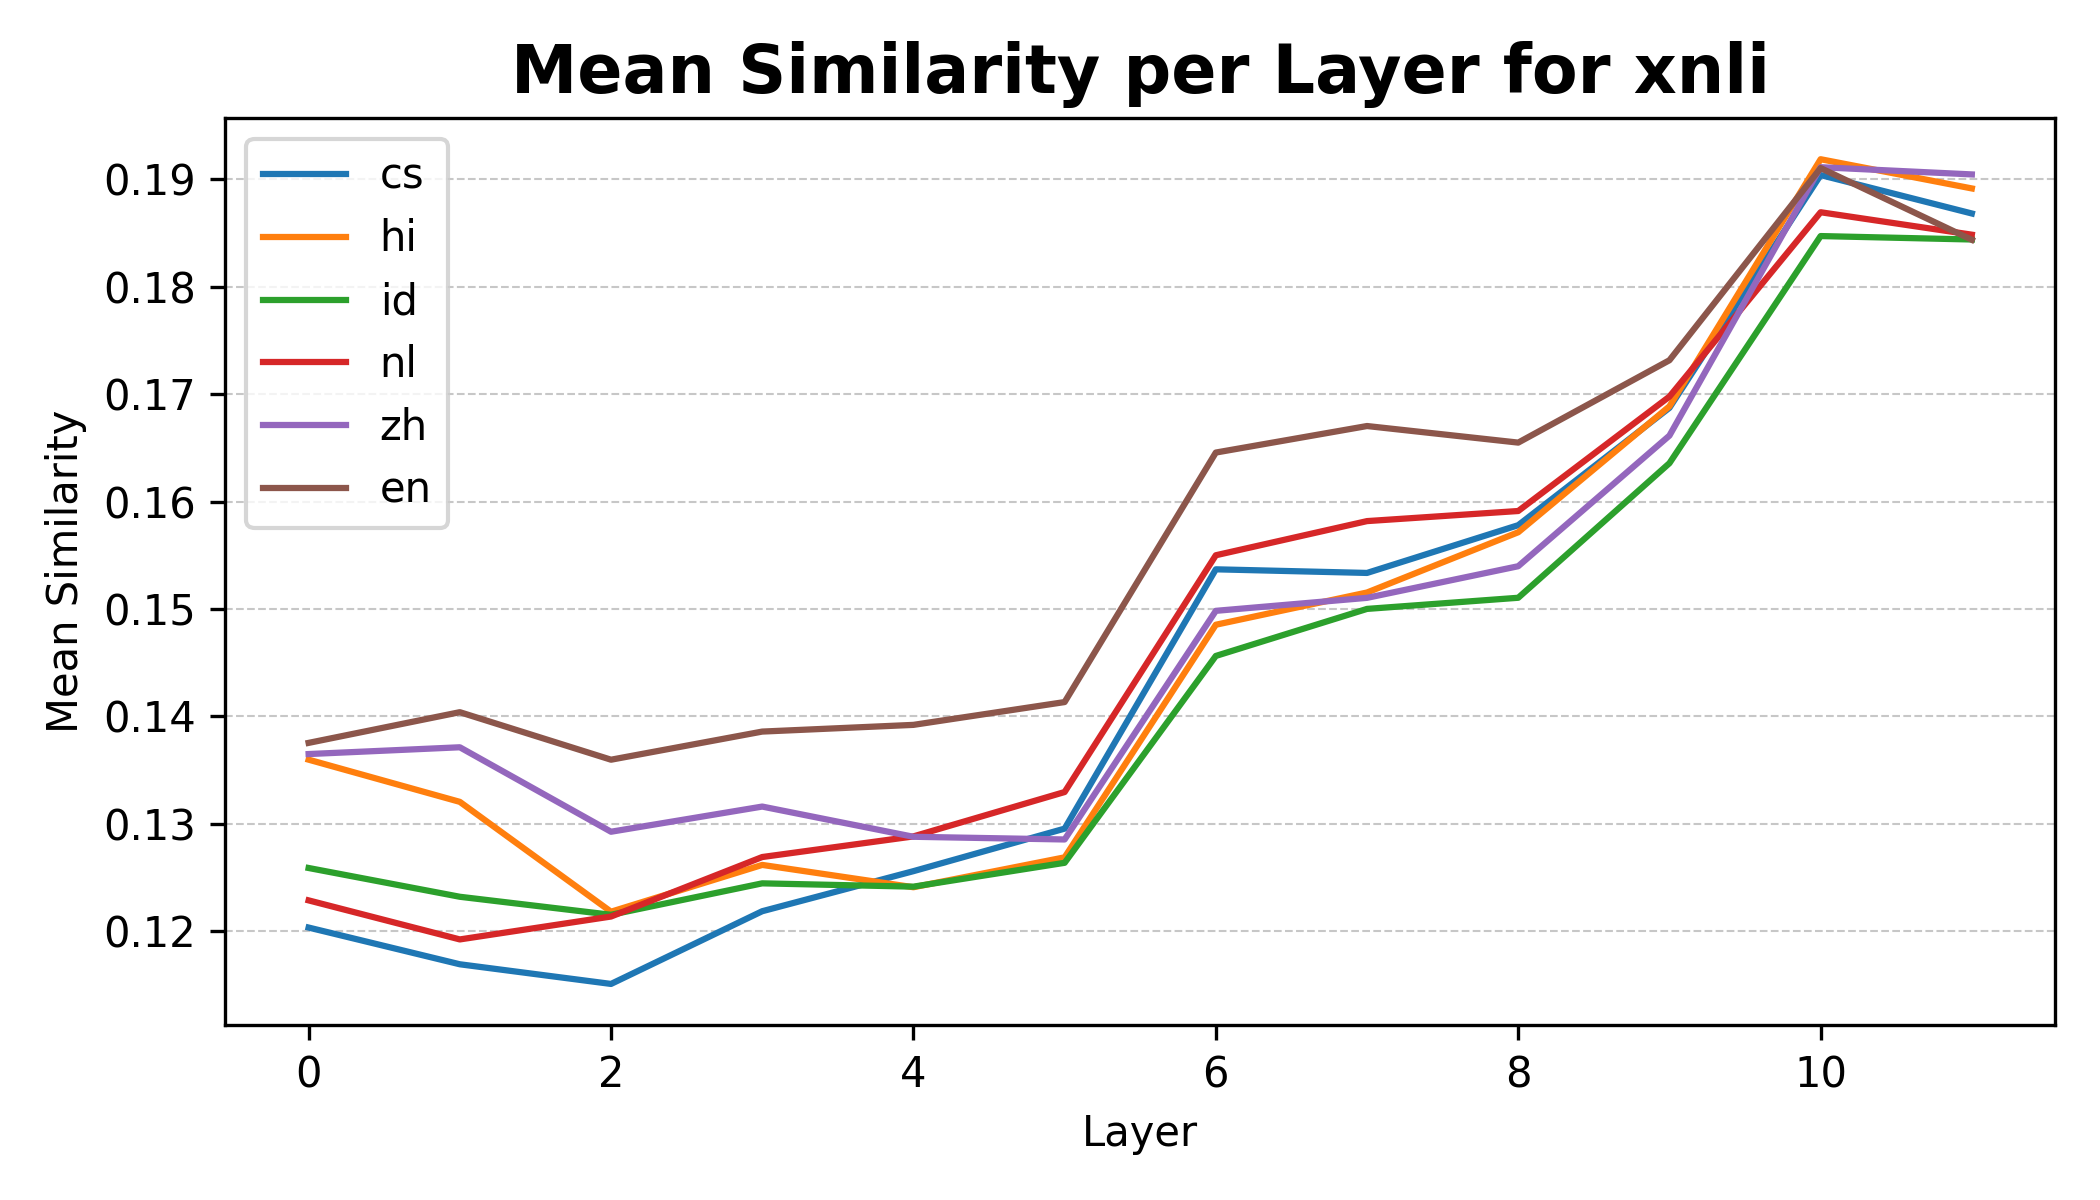 Mean Similarity per Layer for xnli
cs
hi
id
nl
zh
en
Mean Similarity
0.19
0.18
0.17
0.16
0.15
0.14
0.13
0.12
0
2
4
6
8
10
Layer